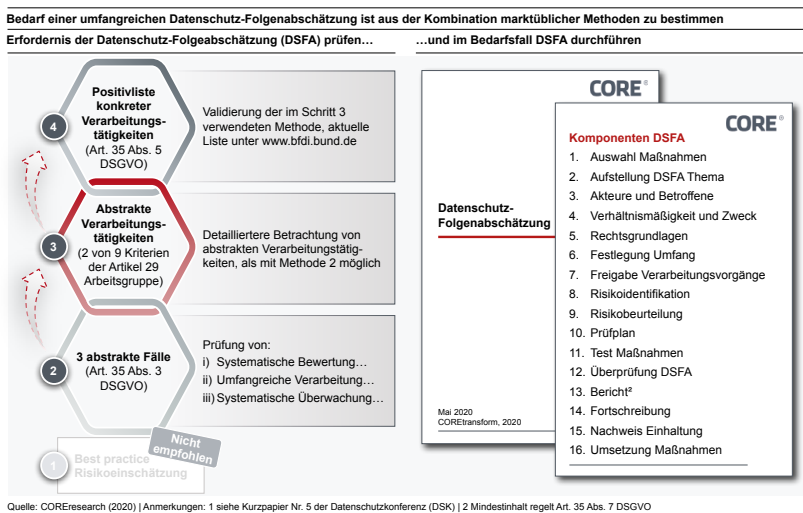 Bedarf einer umfangreichen Datenschutz-Folgenabschätzung ist aus der Kombination marktüblicher Methoden zu bestimmen
Erfordernis der Datenschutz-Folgeabschätzung (DSFA) prüfen…
4
Positivliste
konkreter
Verarbeitungs-
tätigkeiten
(Art. 35 Abs. 5
DSGVO)
Validierung der im Schritt 3
verwendeten Methode, aktuelle
Liste unter www.bfdi.bund.de
3
Abstrakte
Verarbeitungs-
tätigkeiten
(2 von 9 Kriterien
der Artikel 29
Arbeitsgruppe)
Detailliertere Betrachtung von
abstrakten Verarbeitungstätig-
keiten, als mit Methode 2 möglich
2
3 abstrakte Fälle
(Art. 35 Abs. 3
DSGVO)
Prüfung von:
i) Systematische Bewertung…
ii) Umfangreiche Verarbeitung…
iii) Systematische Überwachung…
1
Best practice
Risikoeinschätzung
Nicht
empfohlen
…und im Bedarfsfall DSFA durchführen
CORE®
Datenschutz-
Folgenabschätzung
Mai 2020
COREtransform, 2020
CORE®
Komponenten DSFA
1. Auswahl Maßnahmen
2. Aufstellung DSFA Thema
3. Akteure und Betroffene
4. Verhältnismäßigkeit und Zweck
5. Rechtsgrundlagen
6. Festlegung Umfang
7. Freigabe Verarbeitungsvorgänge
8. Risikoidentifikation
9. Risikobeurteilung
10. Prüfplan
11. Test Maßnahmen
12. Überprüfung DSFA
13. Bericht²
14. Fortschreibung
15. Nachweis Einhaltung
16. Umsetzung Maßnahmen
Quelle: COREresearch (2020) | Anmerkungen: 1 siehe Kurzpapier Nr. 5 der Datenschutzkonferenz (DSK) | 2 Mindestinhalt regelt Art. 35 Abs. 7 DSGVO